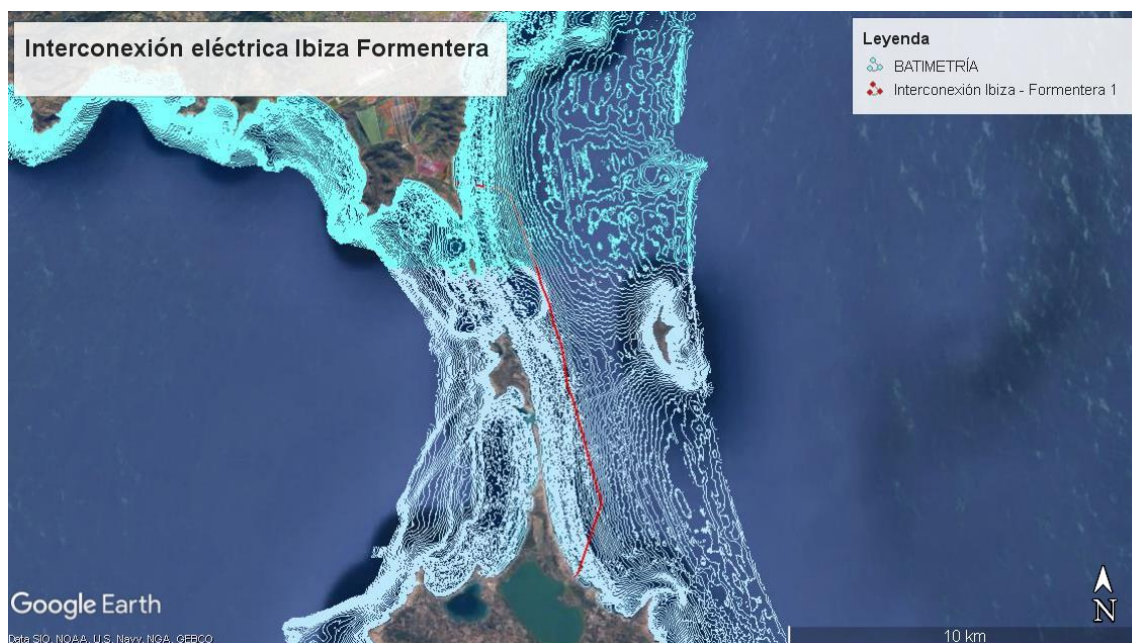 Interconexión eléctrica Ibiza Formentera
Leyenda
BATIMETRÍA
Interconexión Ibiza - Formentera 1
Google Earth
Data SIO, NOAA, U.S. Navy, NGA, GEBCO
N
10 km